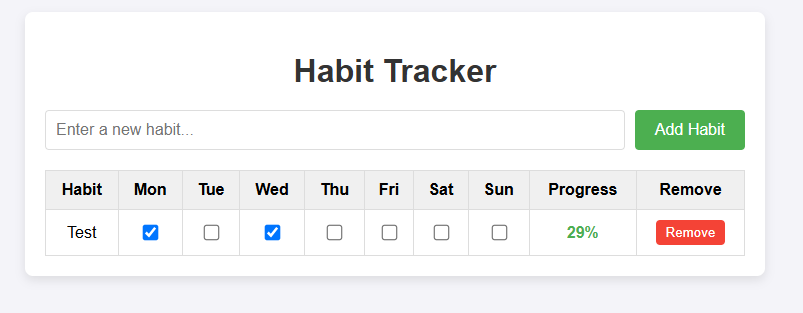 Habit Tracker
Enter a new habit... Add Habit
Habit Mon Tue Wed Thu Fri Sat Sun Progress Remove
Test 29% Remove